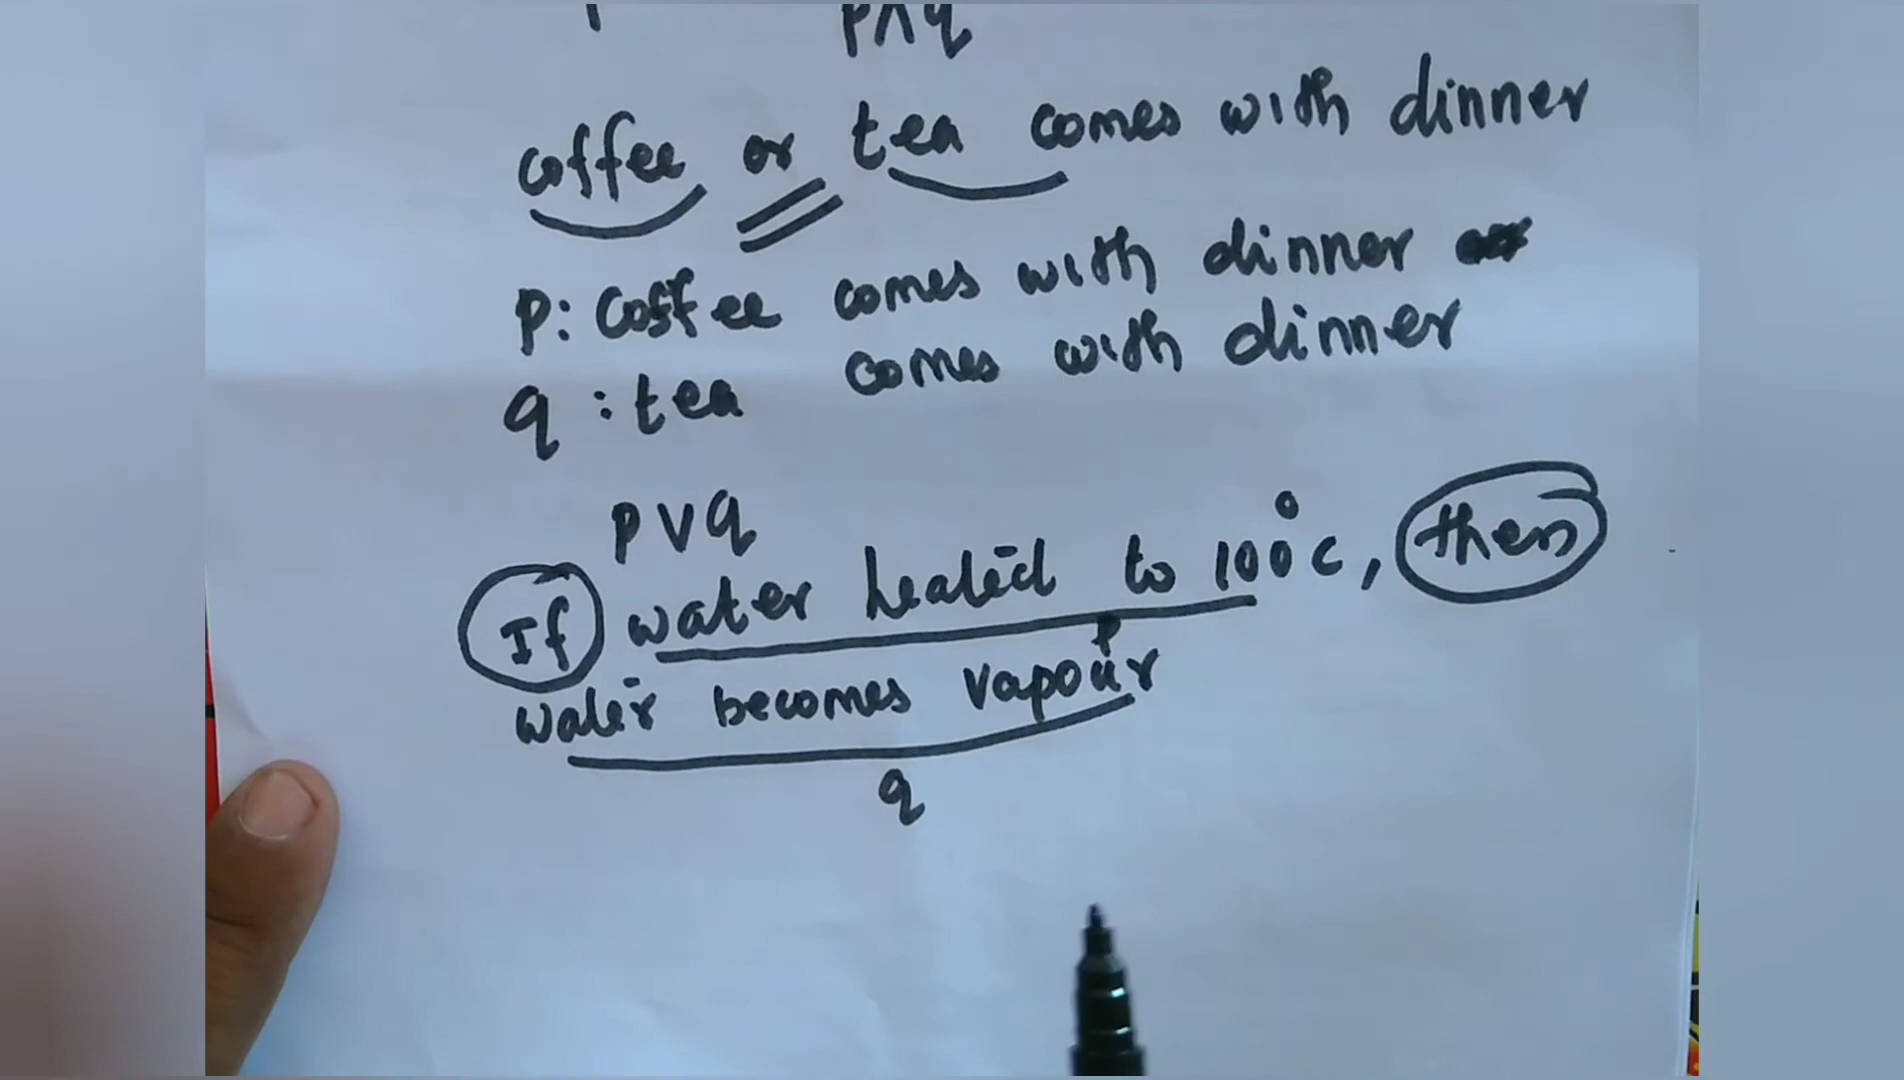 p∧q
coffee or tea comes with dinner
p: Coffee comes with dinner
q: tea comes with dinner
p∨q
If water heated to 100°C, then
p
water becomes vapour
q